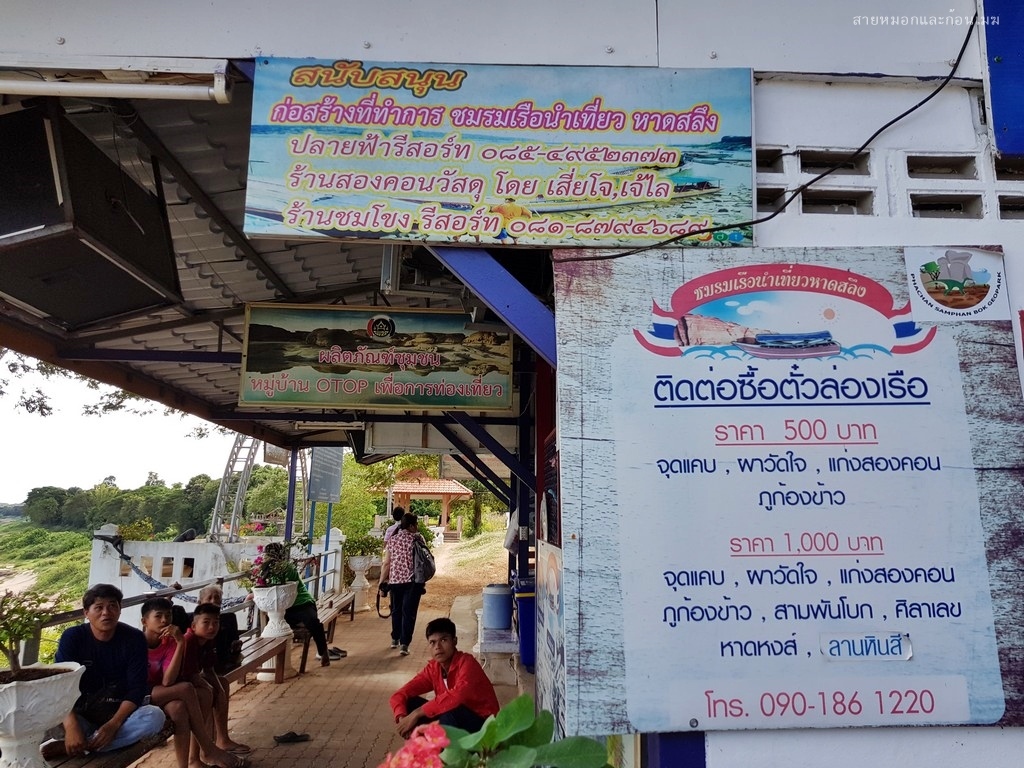 สายหมอกและก้อนเมฆ
สนับสนุน
ก่อสร้างที่ทำการ ชมรมเรือนำเที่ยว หาดสลึง
ปลายฟ้ารีสอร์ท ๐๘๕-๔๙๕๒๓๗๓
ร้านสองคอนวัสดุ โดย เสี่ยโจ,เจ๊ไล
ร้านชมโขง รีสอร์ท ๐๘๑-๘๗๙๔๖๘๙
ผลิตภัณฑ์ชุมชน
หมู่บ้าน OTOP เพื่อการท่องเที่ยว
ชมรมเรือนำเที่ยวหาดสลึง
PHACHAN SAMPHAN BOK GEOPARK
ติดต่อซื้อตั๋วล่องเรือ
ราคา 500 บาท
จุดแคบ , ผาวัดใจ , แก่งสองคอน
ภูก้องข้าว
ราคา 1,000 บาท
จุดแคบ , ผาวัดใจ , แก่งสองคอน
ภูก้องข้าว , สามพันโบก , ศิลาเลข
หาดหงส์ , ลานหินสี
โทร. 090-186 1220